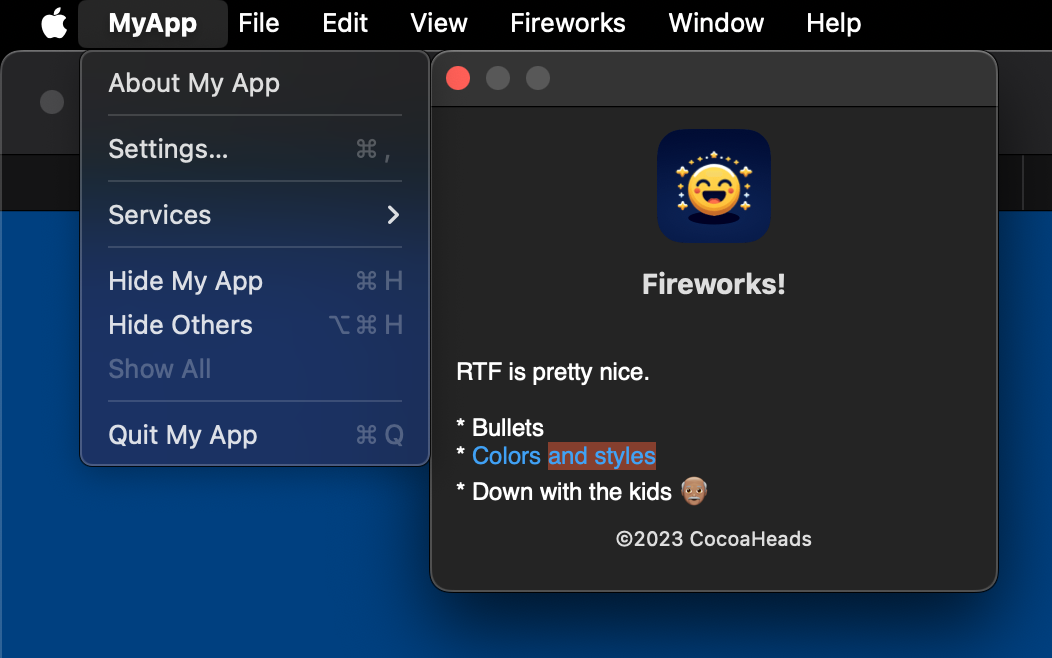 MyApp File Edit View Fireworks Window Help
About My App
Settings... ⌘ ,
Services
Hide My App ⌘ H
Hide Others ⌥ ⌘ H
Show All
Quit My App ⌘ Q
Fireworks!
RTF is pretty nice.
* Bullets
* Colors and styles
* Down with the kids 👴🏽
©2023 CocoaHeads